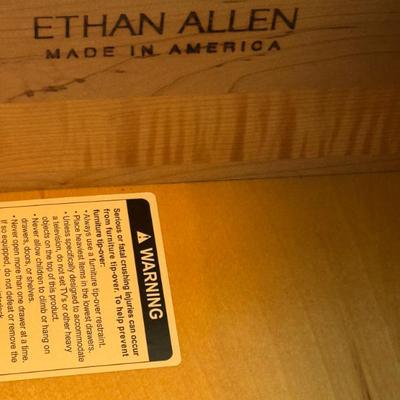 ETHAN ALLEN
MADE IN AMERICA
WARNING
Serious or fatal crushing injuries can occur
from furniture tip-over. To help prevent
furniture tip-over:
• Always use a furniture tip-over restraint.
• Place heaviest items in the lowest drawers.
• Unless specifically designed to accommodate
a television, do not set TV's or other heavy
objects on the top of this product.
• Never allow children to climb or hang on
drawers, doors, or shelves.
• Never open more than one drawer at a time.
If so equipped, do not defeat or remove the